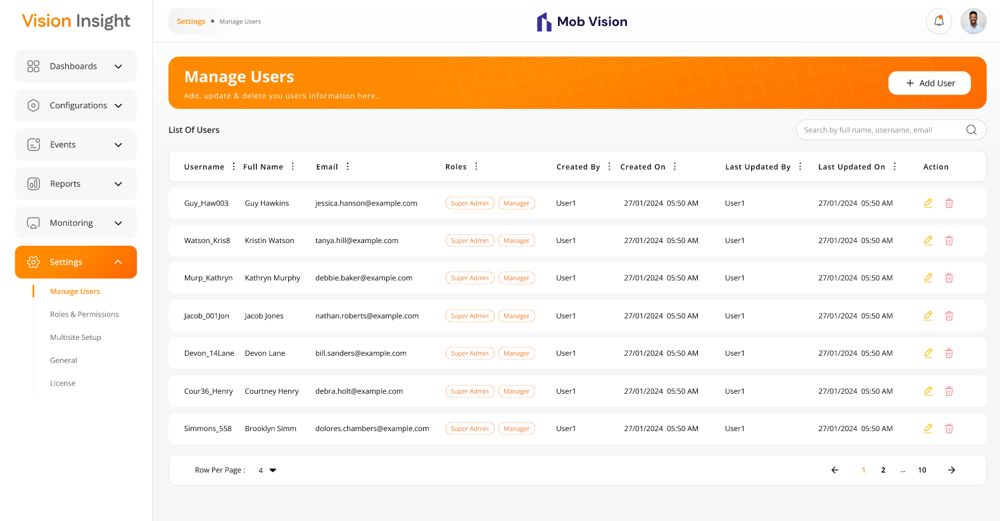 Vision Insight
Settings • Manage Users
Mob Vision
Dashboards
Configurations
Events
Reports
Monitoring
Settings
Manage Users
Roles & Permissions
Multisite Setup
General
License
Manage Users
Add, update & delete you users information here..
+ Add User
List Of Users
Search by full name, username, email
Username Full Name Email Roles Created By Created On Last Updated By Last Updated On Action
Guy_Haw003 Guy Hawkins jessica.hanson@example.com Super Admin Manager User1 27/01/2024 05:50 AM User1 27/01/2024 05:50 AM
Watson_Kris8 Kristin Watson tanya.hill@example.com Super Admin Manager User1 27/01/2024 05:50 AM User1 27/01/2024 05:50 AM
Murp_Kathryn Kathryn Murphy debbie.baker@example.com Super Admin Manager User1 27/01/2024 05:50 AM User1 27/01/2024 05:50 AM
Jacob_001Jon Jacob Jones nathan.roberts@example.com Super Admin Manager User1 27/01/2024 05:50 AM User1 27/01/2024 05:50 AM
Devon_14Lane Devon Lane bill.sanders@example.com Super Admin Manager User1 27/01/2024 05:50 AM User1 27/01/2024 05:50 AM
Cour36_Henry Courtney Henry debra.holt@example.com Super Admin Manager User1 27/01/2024 05:50 AM User1 27/01/2024 05:50 AM
Simmons_558 Brooklyn Simm dolores.chambers@example.com Super Admin Manager User1 27/01/2024 05:50 AM User1 27/01/2024 05:50 AM
Row Per Page : 4
1 2 ... 10